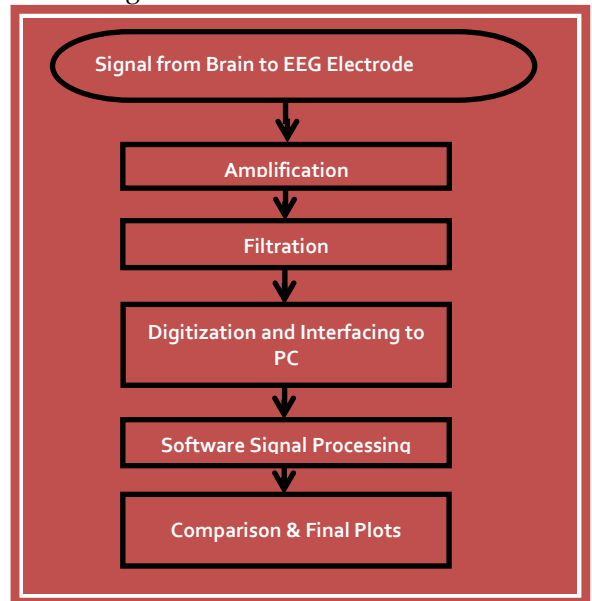 Signal from Brain to EEG Electrode
Amplification
Filtration
Digitization and Interfacing to
PC
Software Signal Processing
Comparison & Final Plots